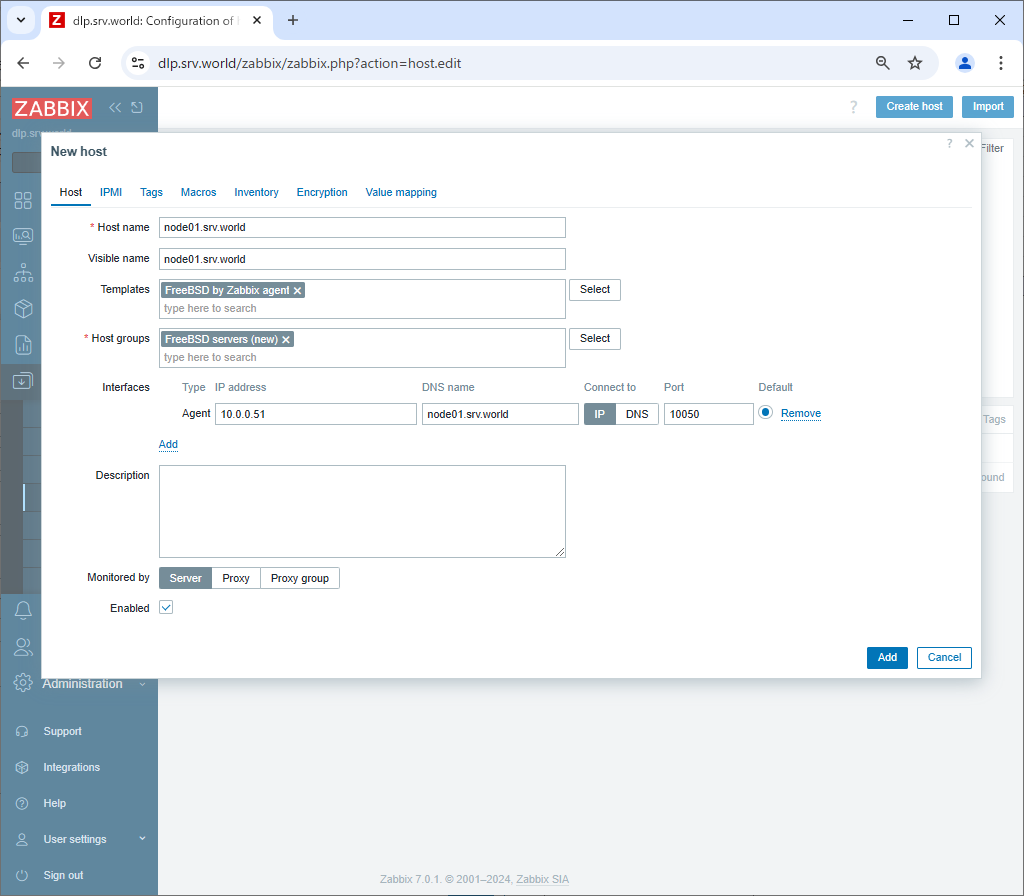 dlp.srv.world: Configuration of
dlp.srv.world/zabbix/zabbix.php?action=host.edit
ZABBIX
? Create host Import
dlp.srv.world
Filter
New host
?
Host IPMI Tags Macros Inventory Encryption Value mapping
* Host name node01.srv.world
Visible name node01.srv.world
Templates FreeBSD by Zabbix agent Select
type here to search
* Host groups FreeBSD servers (new) Select
type here to search
Interfaces Type IP address DNS name Connect to Port Default
Agent 10.0.0.51 node01.srv.world IP DNS 10050 Remove
Tags
Add
Description
ound
Monitored by Server Proxy Proxy group
Enabled
Add Cancel
Administration
Support
Integrations
Help
User settings
Sign out
Zabbix 7.0.1. © 2001–2024, Zabbix SIA